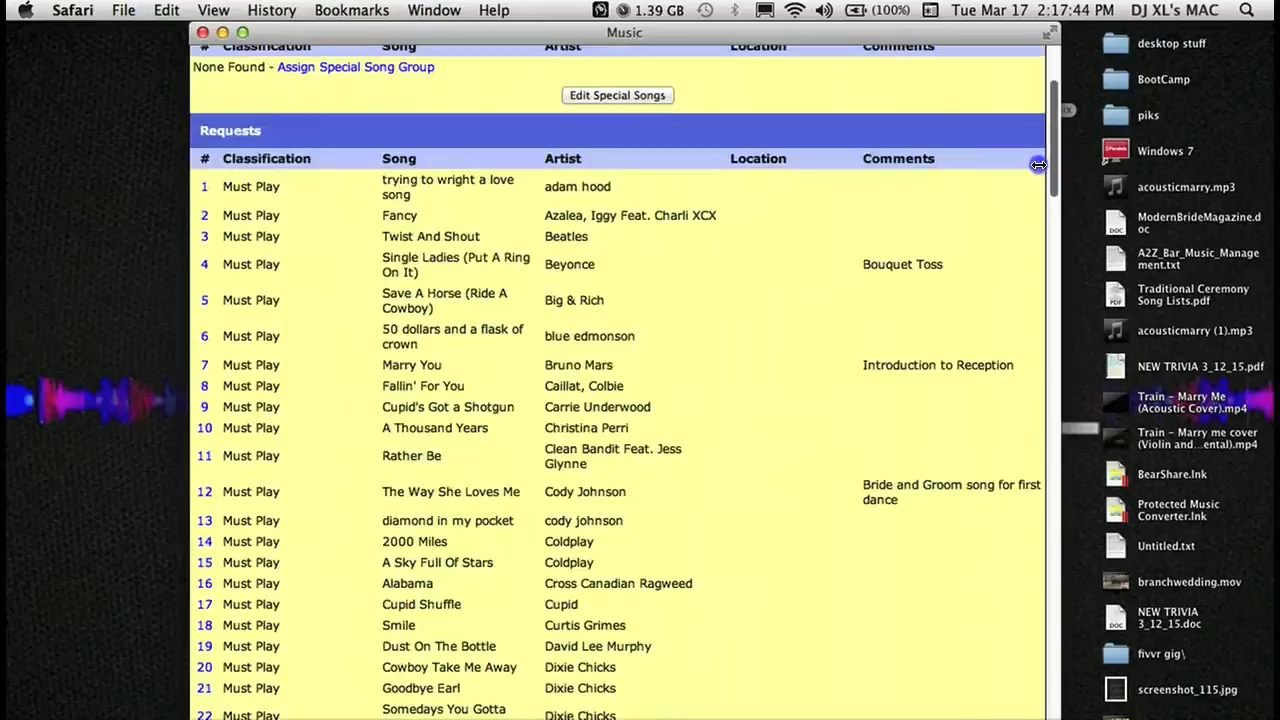 Safari File Edit View History Bookmarks Window Help 1.39 GB (100%) Tue Mar 17 2:17:44 PM DJ XL's MAC
Music
# Classification Song Artist Location Comments
None Found - Assign Special Song Group
Edit Special Songs
Requests
# Classification Song Artist Location Comments
1 Must Play trying to wright a love song adam hood
2 Must Play Fancy Azalea, Iggy Feat. Charli XCX
3 Must Play Twist And Shout Beatles
4 Must Play Single Ladies (Put A Ring On It) Beyonce Bouquet Toss
5 Must Play Save A Horse (Ride A Cowboy) Big & Rich
6 Must Play 50 dollars and a flask of crown blue edmonson
7 Must Play Marry You Bruno Mars Introduction to Reception
8 Must Play Fallin' For You Caillat, Colbie
9 Must Play Cupid's Got a Shotgun Carrie Underwood
10 Must Play A Thousand Years Christina Perri
11 Must Play Rather Be Clean Bandit Feat. Jess Glynne
12 Must Play The Way She Loves Me Cody Johnson Bride and Groom song for first dance
13 Must Play diamond in my pocket cody johnson
14 Must Play 2000 Miles Coldplay
15 Must Play A Sky Full Of Stars Coldplay
16 Must Play Alabama Cross Canadian Ragweed
17 Must Play Cupid Shuffle Cupid
18 Must Play Smile Curtis Grimes
19 Must Play Dust On The Bottle David Lee Murphy
20 Must Play Cowboy Take Me Away Dixie Chicks
21 Must Play Goodbye Earl Dixie Chicks
22 Must Play Somedays You Gotta Dixie Chicks
desktop stuff
BootCamp
piks
Windows 7
acousticmarry.mp3
ModernBrideMagazine.d
oc
A2Z_Bar_Music_Manage
ment.txt
Traditional Ceremony
Song Lists.pdf
acousticmarry (1).mp3
NEW TRIVIA 3_12_15.pdf
Train - Marry Me
(Acoustic Cover).mp4
Train - Marry me cover
(Violin and...ental).mp4
BearShare.lnk
Protected Music
Converter.lnk
Untitled.txt
branchwedding.mov
NEW TRIVIA
3_12_15.doc
fivvr gig\
screenshot_115.jpg